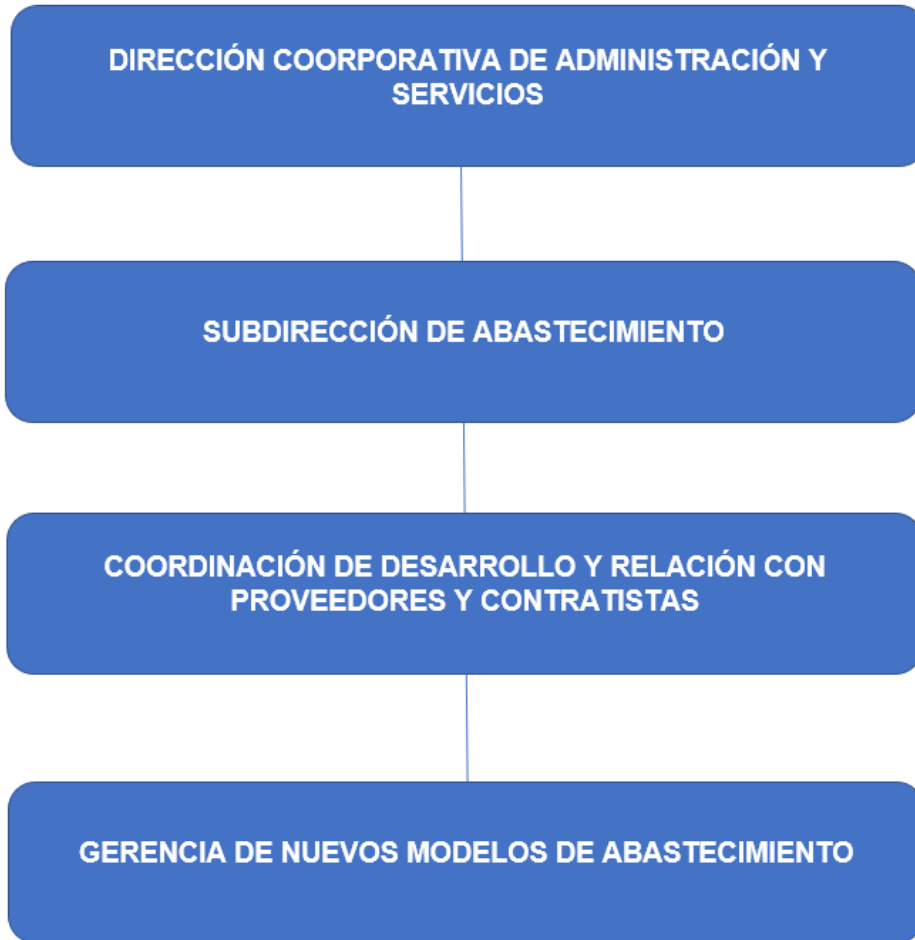 DIRECCIÓN COORPORATIVA DE ADMINISTRACIÓN Y
SERVICIOS
SUBDIRECCIÓN DE ABASTECIMIENTO
COORDINACIÓN DE DESARROLLO Y RELACIÓN CON
PROVEEDORES Y CONTRATISTAS
GERENCIA DE NUEVOS MODELOS DE ABASTECIMIENTO